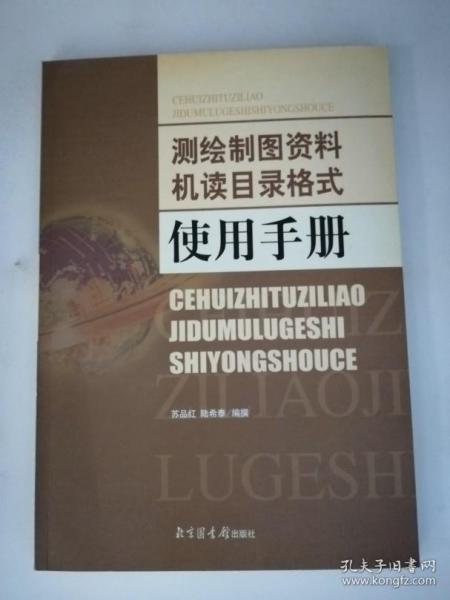 CEHUIZHITUZILIAO
JIDUMULUGESHISHIYONGSHOUCE
测绘制图资料
机读目录格式
使用手册
CEHUIZHITUZILIAO
JIDUMULUGESHI
SHIYONGSHOUCE
CEHUIZHITU
ZILIAOJI
LUGESHI
苏品红 陆希泰/编撰
北京图书馆出版社
孔夫子旧书网
www.kongfz.com